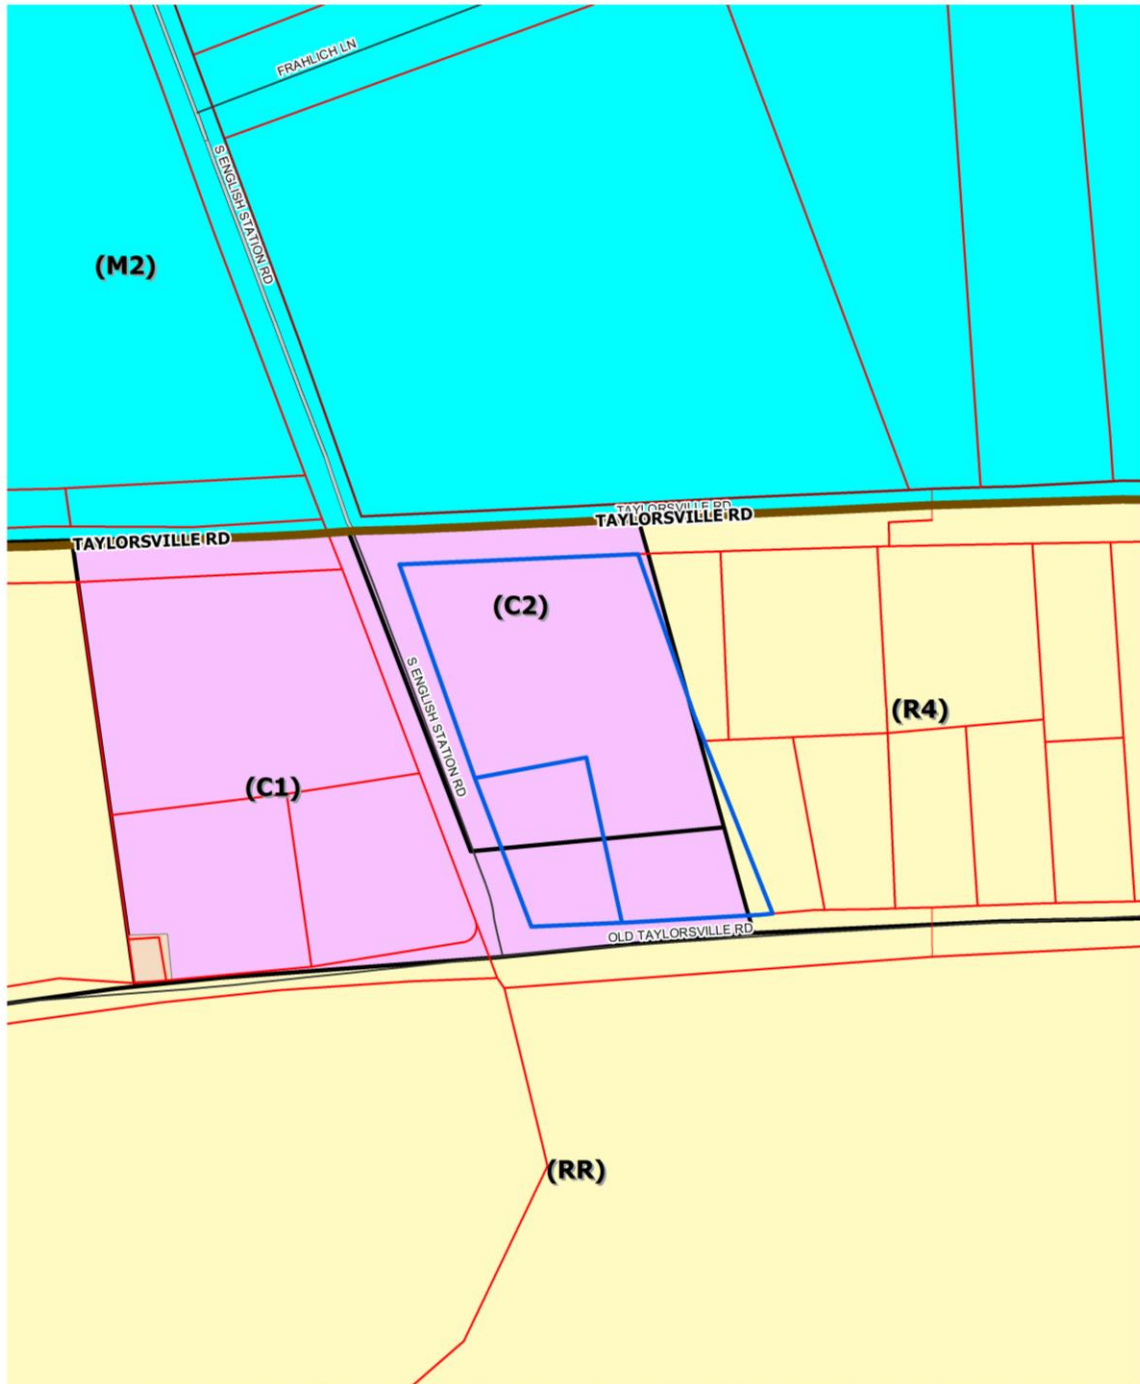 FRAHLICH LN
S ENGLISH STATION RD
(M2)
TAYLORSVILLE RD
TAYLORSVILLE RD
TAYLORSVILLE RD
(C2)
S ENGLISH STATION RD
(R4)
(C1)
OLD TAYLORSVILLE RD
(RR)